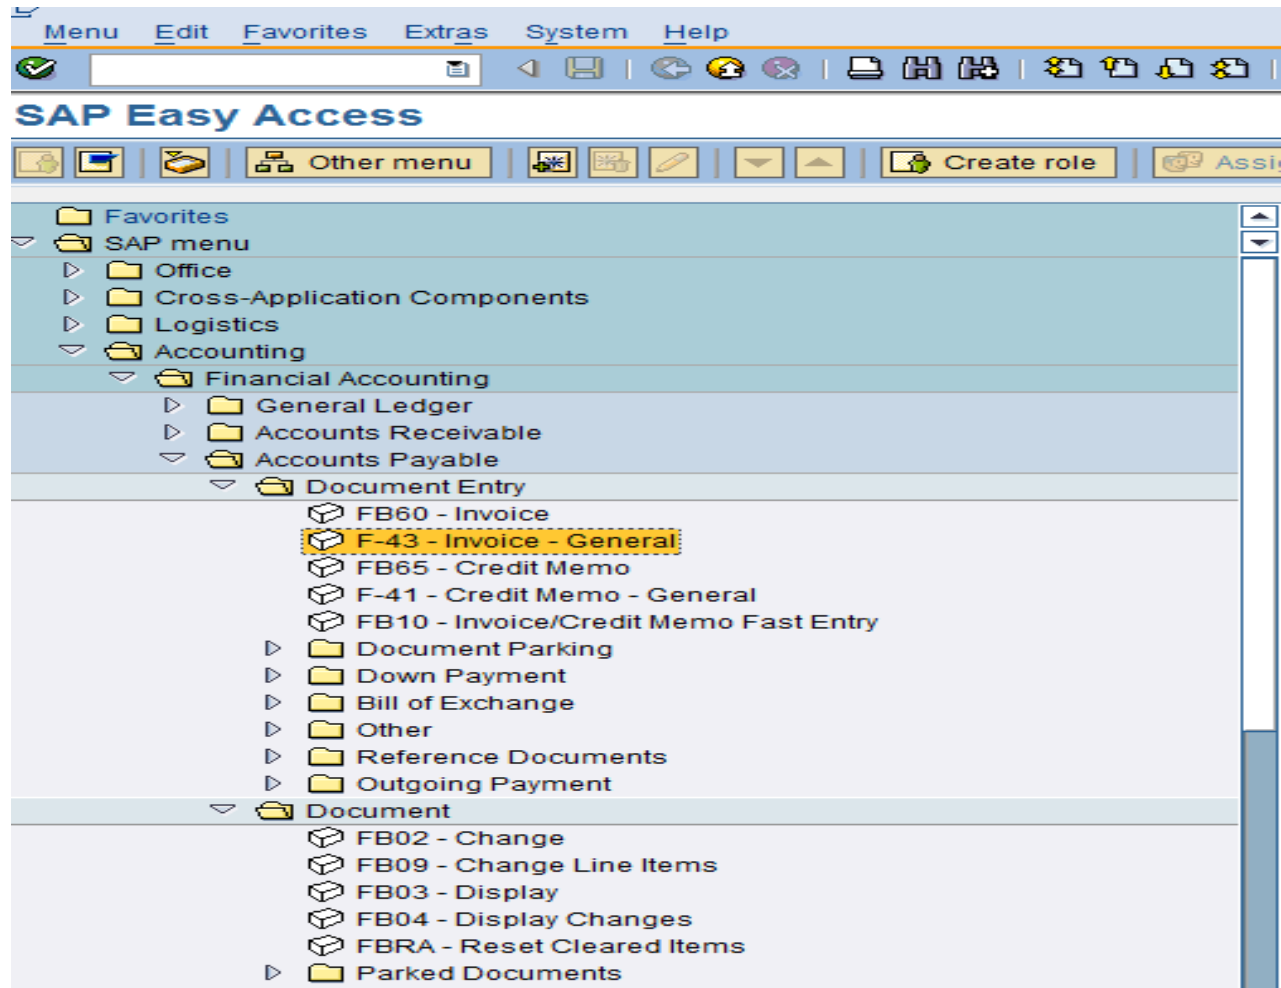 Menu Edit Favorites Extras System Help
SAP Easy Access
Other menu Create role
Favorites
SAP menu
Office
Cross-Application Components
Logistics
Accounting
Financial Accounting
General Ledger
Accounts Receivable
Accounts Payable
Document Entry
FB60 - Invoice
F-43 - Invoice - General
FB65 - Credit Memo
F-41 - Credit Memo - General
FB10 - Invoice/Credit Memo Fast Entry
Document Parking
Down Payment
Bill of Exchange
Other
Reference Documents
Outgoing Payment
Document
FB02 - Change
FB09 - Change Line Items
FB03 - Display
FB04 - Display Changes
FBRA - Reset Cleared Items
Parked Documents